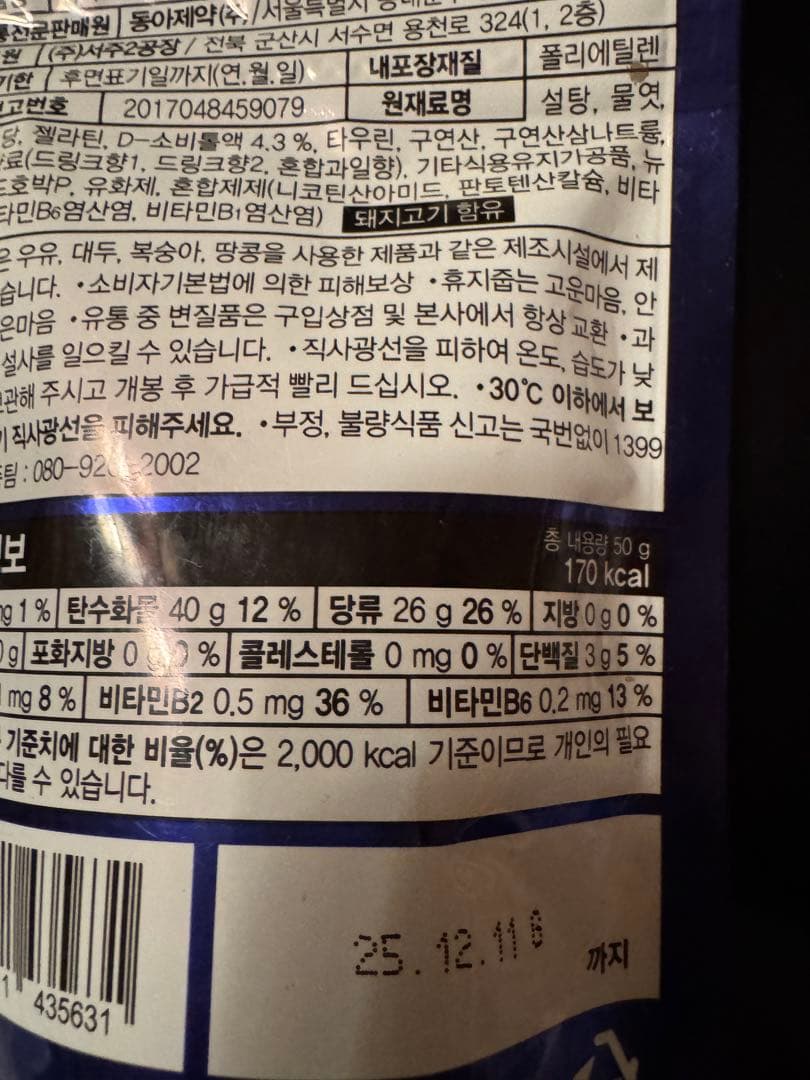 동아제약(주)/서울특별시
원 (주)서주2공장 / 전북 군산시 서수면 용천로 324(1, 2층)
후면표기일까지(연.월.일) 내포장재질 폴리에틸렌
고번호 2017048459079 원재료명 설탕, 물엿,
당, 젤라틴, D-소비톨액 4.3 %, 타우린, 구연산, 구연산삼나트륨,
료(드링크향1, 드링크향2, 혼합과일향), 기타식용유지가공품, 뉴
호박P, 유화제, 혼합제제(니코틴산아미드, 판토텐산칼슘, 비타
타민B6염산염, 비타민B1염산염) 돼지고기 함유
은 우유, 대두, 복숭아, 땅콩을 사용한 제품과 같은 제조시설에서 제
습니다. •소비자기본법에 의한 피해보상 •휴지줍는 고운마음, 안
은마음 •유통 중 변질품은 구입상점 및 본사에서 항상 교환 •과
설사를 일으킬 수 있습니다. •직사광선을 피하여 온도, 습도가 낮
관해 주시고 개봉 후 가급적 빨리 드십시오. •30℃ 이하에서 보
기 직사광선을 피해주세요. •부정, 불량식품 신고는 국번없이 1399
팀 : 080-920-2002
보 총 내용량 50 g
170 kcal
mg 1 % 탄수화물 40 g 12 % 당류 26 g 26 % 지방 0 g 0 %
0 g 포화지방 0 g 0 % 콜레스테롤 0 mg 0 % 단백질 3 g 5 %
mg 8 % 비타민B2 0.5 mg 36 % 비타민B6 0.2 mg 13 %
기준치에 대한 비율(%)은 2,000 kcal 기준이므로 개인의 필요
다를 수 있습니다.
25.12.11 B 까지
1 435631